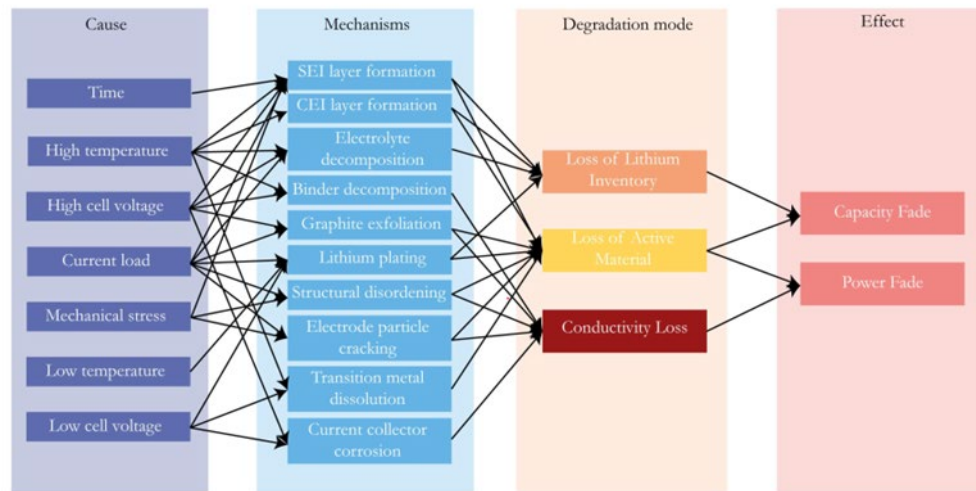 Cause
Time
High temperature
High cell voltage
Current load
Mechanical stress
Low temperature
Low cell voltage
Mechanisms
SEI layer formation
CEI layer formation
Electrolyte
decomposition
Binder decomposition
Graphite exfoliation
Lithium plating
Structural disordening
Electrode particle
cracking
Transition metal
dissolution
Current collector
corrosion
Degradation mode
Loss of Lithium
Inventory
Loss of Active
Material
Conductivity Loss
Effect
Capacity Fade
Power Fade